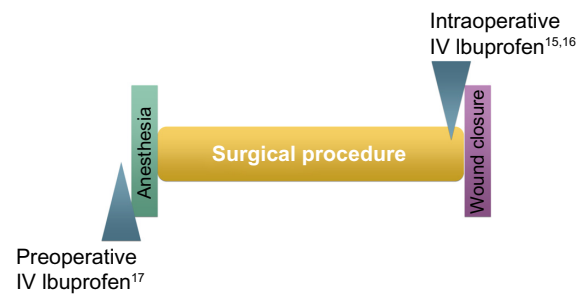 Intraoperative
IV Ibuprofen15,16
Anesthesia
Surgical procedure
Wound closure
Preoperative
IV Ibuprofen17